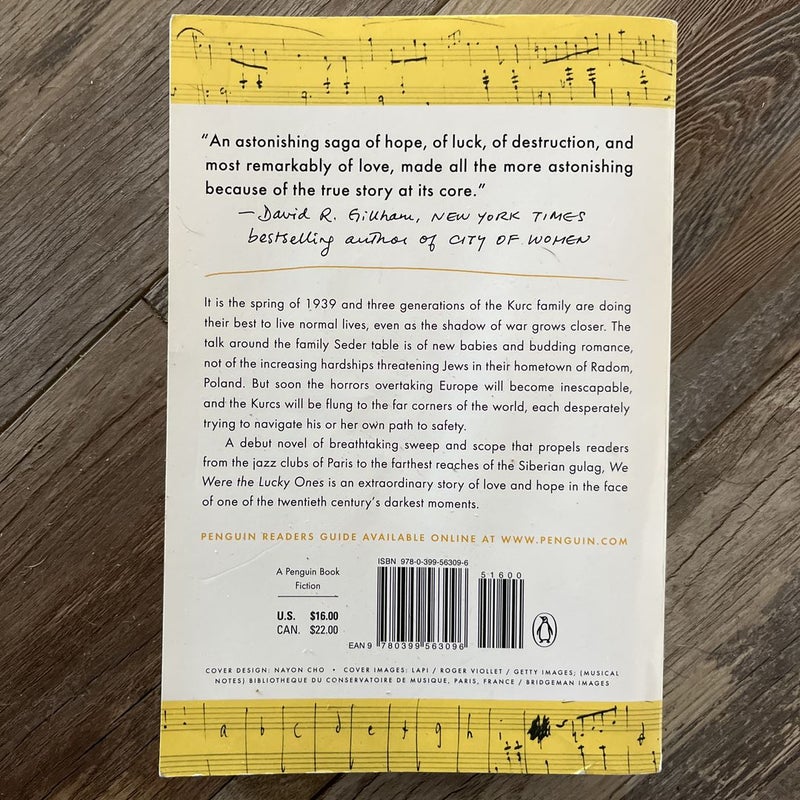 “An astonishing saga of hope, of luck, of destruction, and
most remarkably of love, made all the more astonishing
because of the true story at its core.”
—David R. Gillham, NEW YORK TIMES
bestselling author of CITY OF WOMEN
It is the spring of 1939 and three generations of the Kurc family are doing
their best to live normal lives, even as the shadow of war grows closer. The
talk around the family Seder table is of new babies and budding romance,
not of the increasing hardships threatening Jews in their hometown of Radom,
Poland. But soon the horrors overtaking Europe will become inescapable,
and the Kurcs will be flung to the far corners of the world, each desperately
trying to navigate his or her own path to safety.
A debut novel of breathtaking sweep and scope that propels readers
from the jazz clubs of Paris to the farthest reaches of the Siberian gulag, We
Were the Lucky Ones is an extraordinary story of love and hope in the face
of one of the twentieth century’s darkest moments.
PENGUIN READERS GUIDE AVAILABLE ONLINE AT WWW.PENGUIN.COM
A Penguin Book
Fiction
U.S. $16.00
CAN. $22.00
ISBN 978-0-399-56309-6
51600
EAN 9 780399 563096
COVER DESIGN: NAYON CHO • COVER IMAGES: LAPI / ROGER VIOLLET / GETTY IMAGES; (MUSICAL
NOTES) BIBLIOTHEQUE DU CONSERVATOIRE DE MUSIQUE, PARIS, FRANCE / BRIDGEMAN IMAGES
a b c d e f g h i